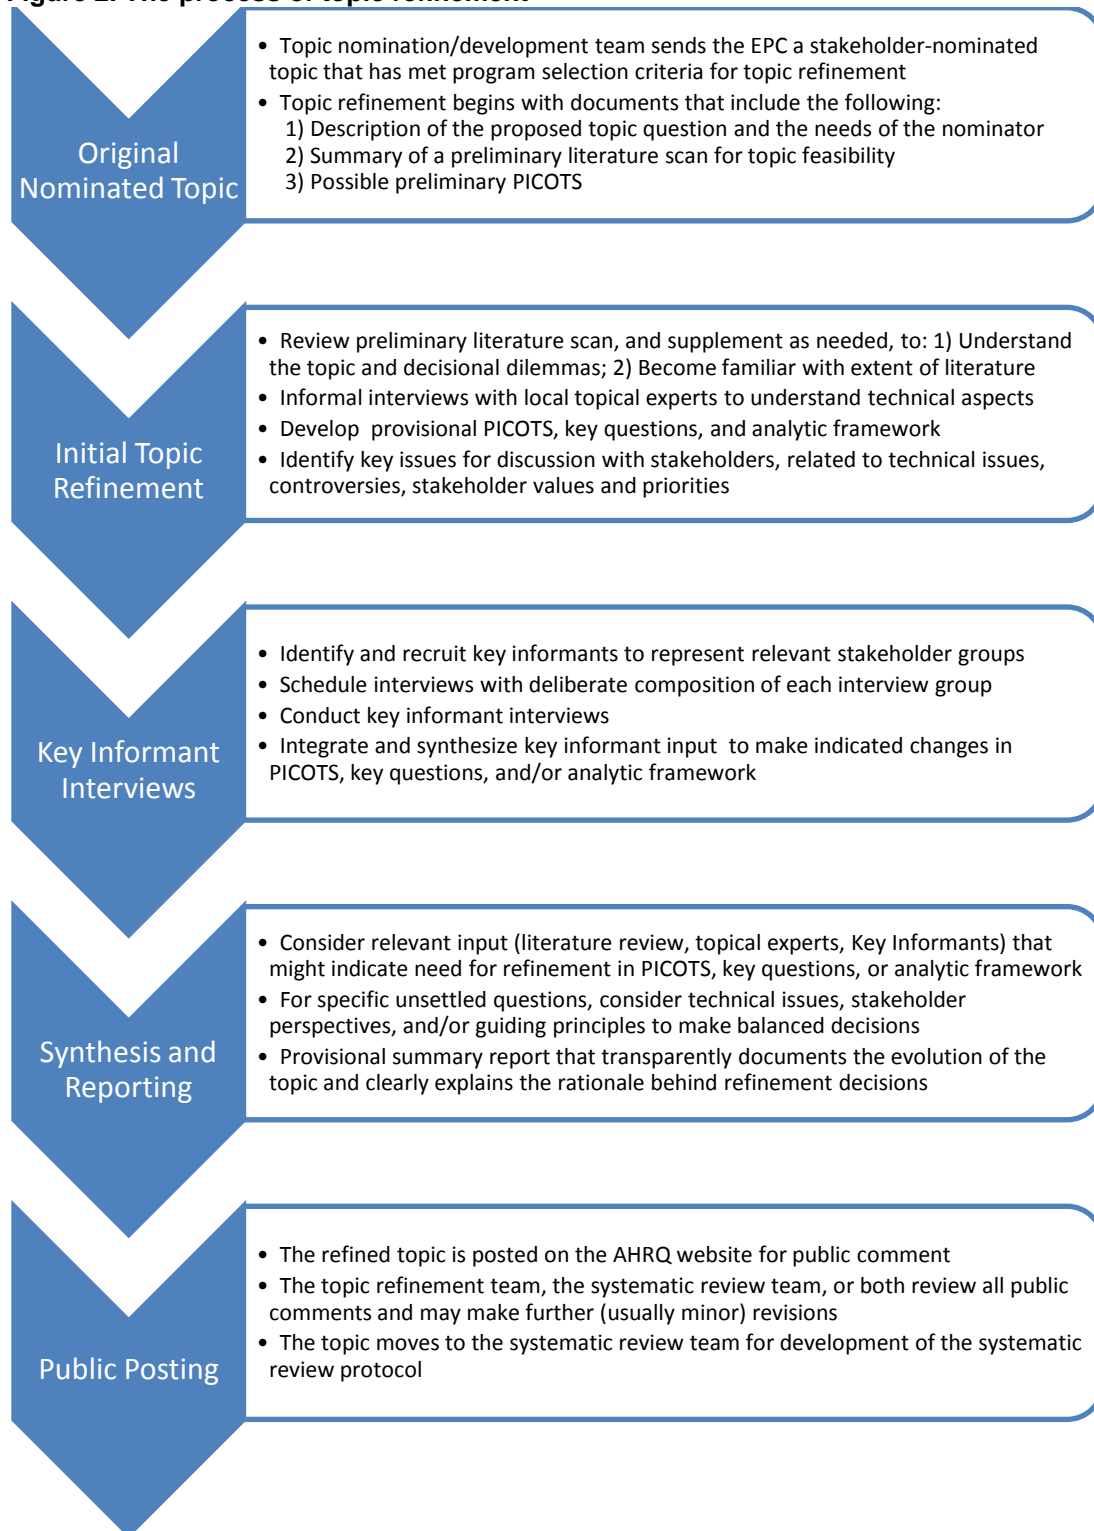 Figure 2. The process of topic refinement
Original
Nominated Topic
• Topic nomination/development team sends the EPC a stakeholder-nominated
topic that has met program selection criteria for topic refinement
• Topic refinement begins with documents that include the following:
1) Description of the proposed topic question and the needs of the nominator
2) Summary of a preliminary literature scan for topic feasibility
3) Possible preliminary PICOTS
Initial Topic
Refinement
• Review preliminary literature scan, and supplement as needed, to: 1) Understand
the topic and decisional dilemmas; 2) Become familiar with extent of literature
• Informal interviews with local topical experts to understand technical aspects
• Develop provisional PICOTS, key questions, and analytic framework
• Identify key issues for discussion with stakeholders, related to technical issues,
controversies, stakeholder values and priorities
Key Informant
Interviews
• Identify and recruit key informants to represent relevant stakeholder groups
• Schedule interviews with deliberate composition of each interview group
• Conduct key informant interviews
• Integrate and synthesize key informant input to make indicated changes in
PICOTS, key questions, and/or analytic framework
Synthesis and
Reporting
• Consider relevant input (literature review, topical experts, Key Informants) that
might indicate need for refinement in PICOTS, key questions, or analytic framework
• For specific unsettled questions, consider technical issues, stakeholder
perspectives, and/or guiding principles to make balanced decisions
• Provisional summary report that transparently documents the evolution of the
topic and clearly explains the rationale behind refinement decisions
Public Posting
• The refined topic is posted on the AHRQ website for public comment
• The topic refinement team, the systematic review team, or both review all public
comments and may make further (usually minor) revisions
• The topic moves to the systematic review team for development of the systematic
review protocol